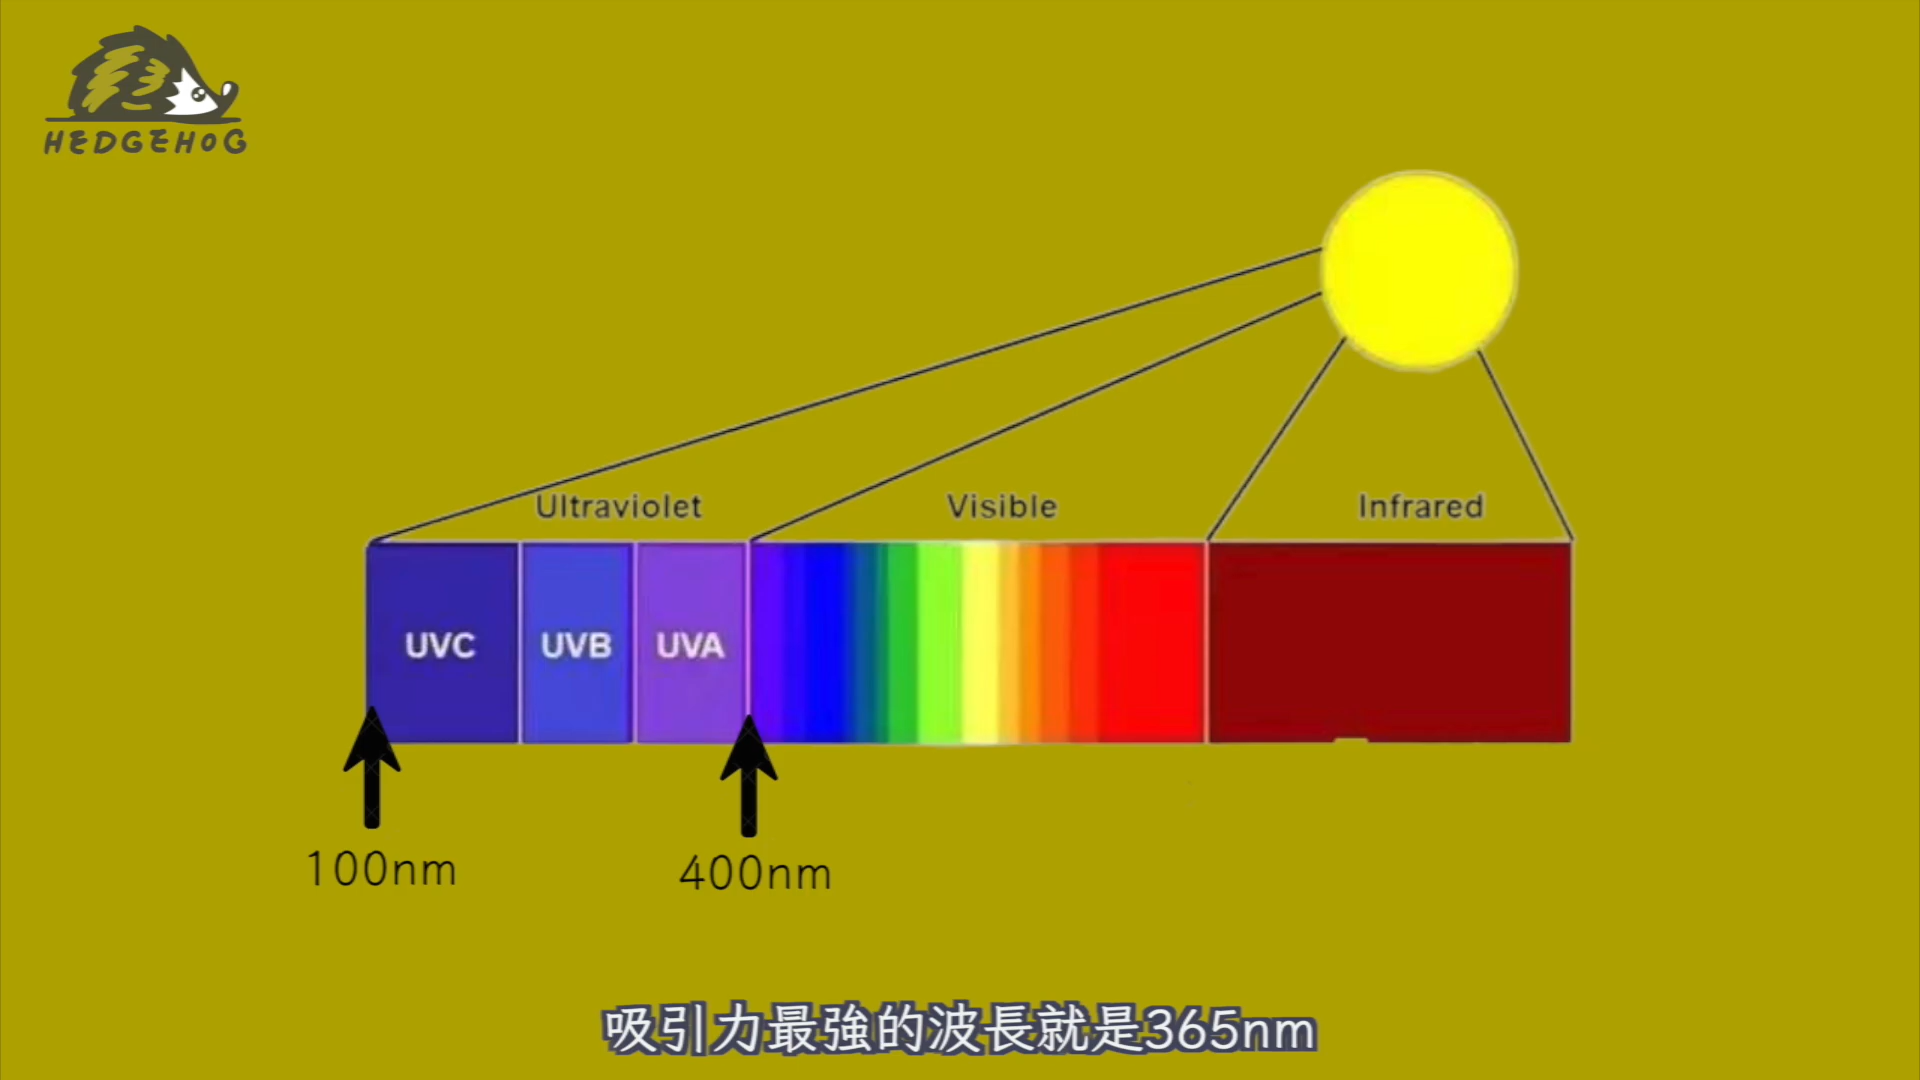 HEDGEHOG
Ultraviolet
Visible
Infrared
UVC
UVB
UVA
100nm
400nm
吸引力最強的波長就是365nm